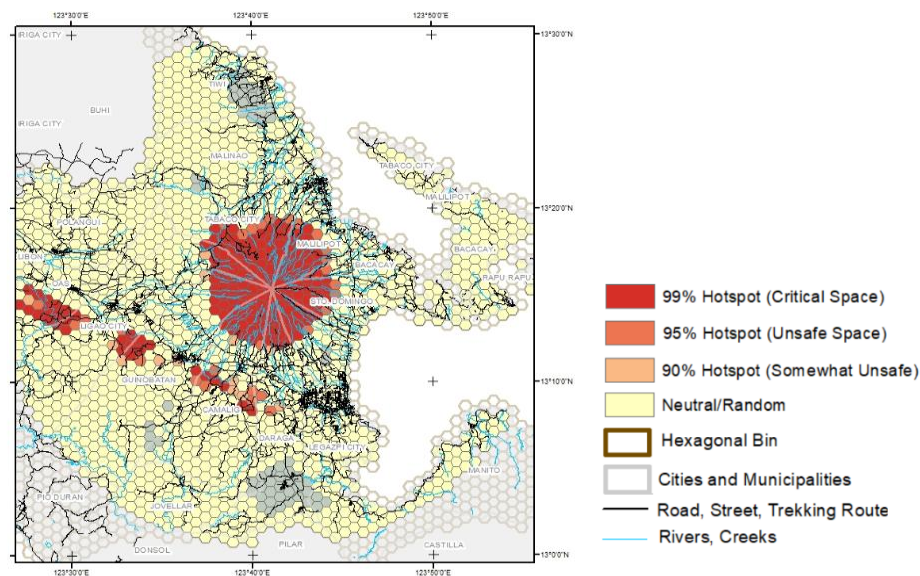 123°30'0"E 123°40'0"E 123°50'0"E
IRIGA CITY
13°30'0"N
TIWI
BUHI
IRIGA CITY
MALINAO
TABACO CITY
MALILIPOT
13°20'0"N
TABACO CITY
POLANGUI
MALILIPOT
BACACAY
BACACAY
UBON
RAPU RAPU
OAS
STO. DOMINGO
LIGAO CITY
GUINOBATAN
13°10'0"N
CAMALIG
DARAGA
LEGAZPI CITY
MANITO
PIO DURAN
JOVELLAR
DONSOL
PILAR
CASTILLA
13°0'0"N
123°30'0"E 123°40'0"E 123°50'0"E
99% Hotspot (Critical Space)
95% Hotspot (Unsafe Space)
90% Hotspot (Somewhat Unsafe)
Neutral/Random
Hexagonal Bin
Cities and Municipalities
Road, Street, Trekking Route
Rivers, Creeks